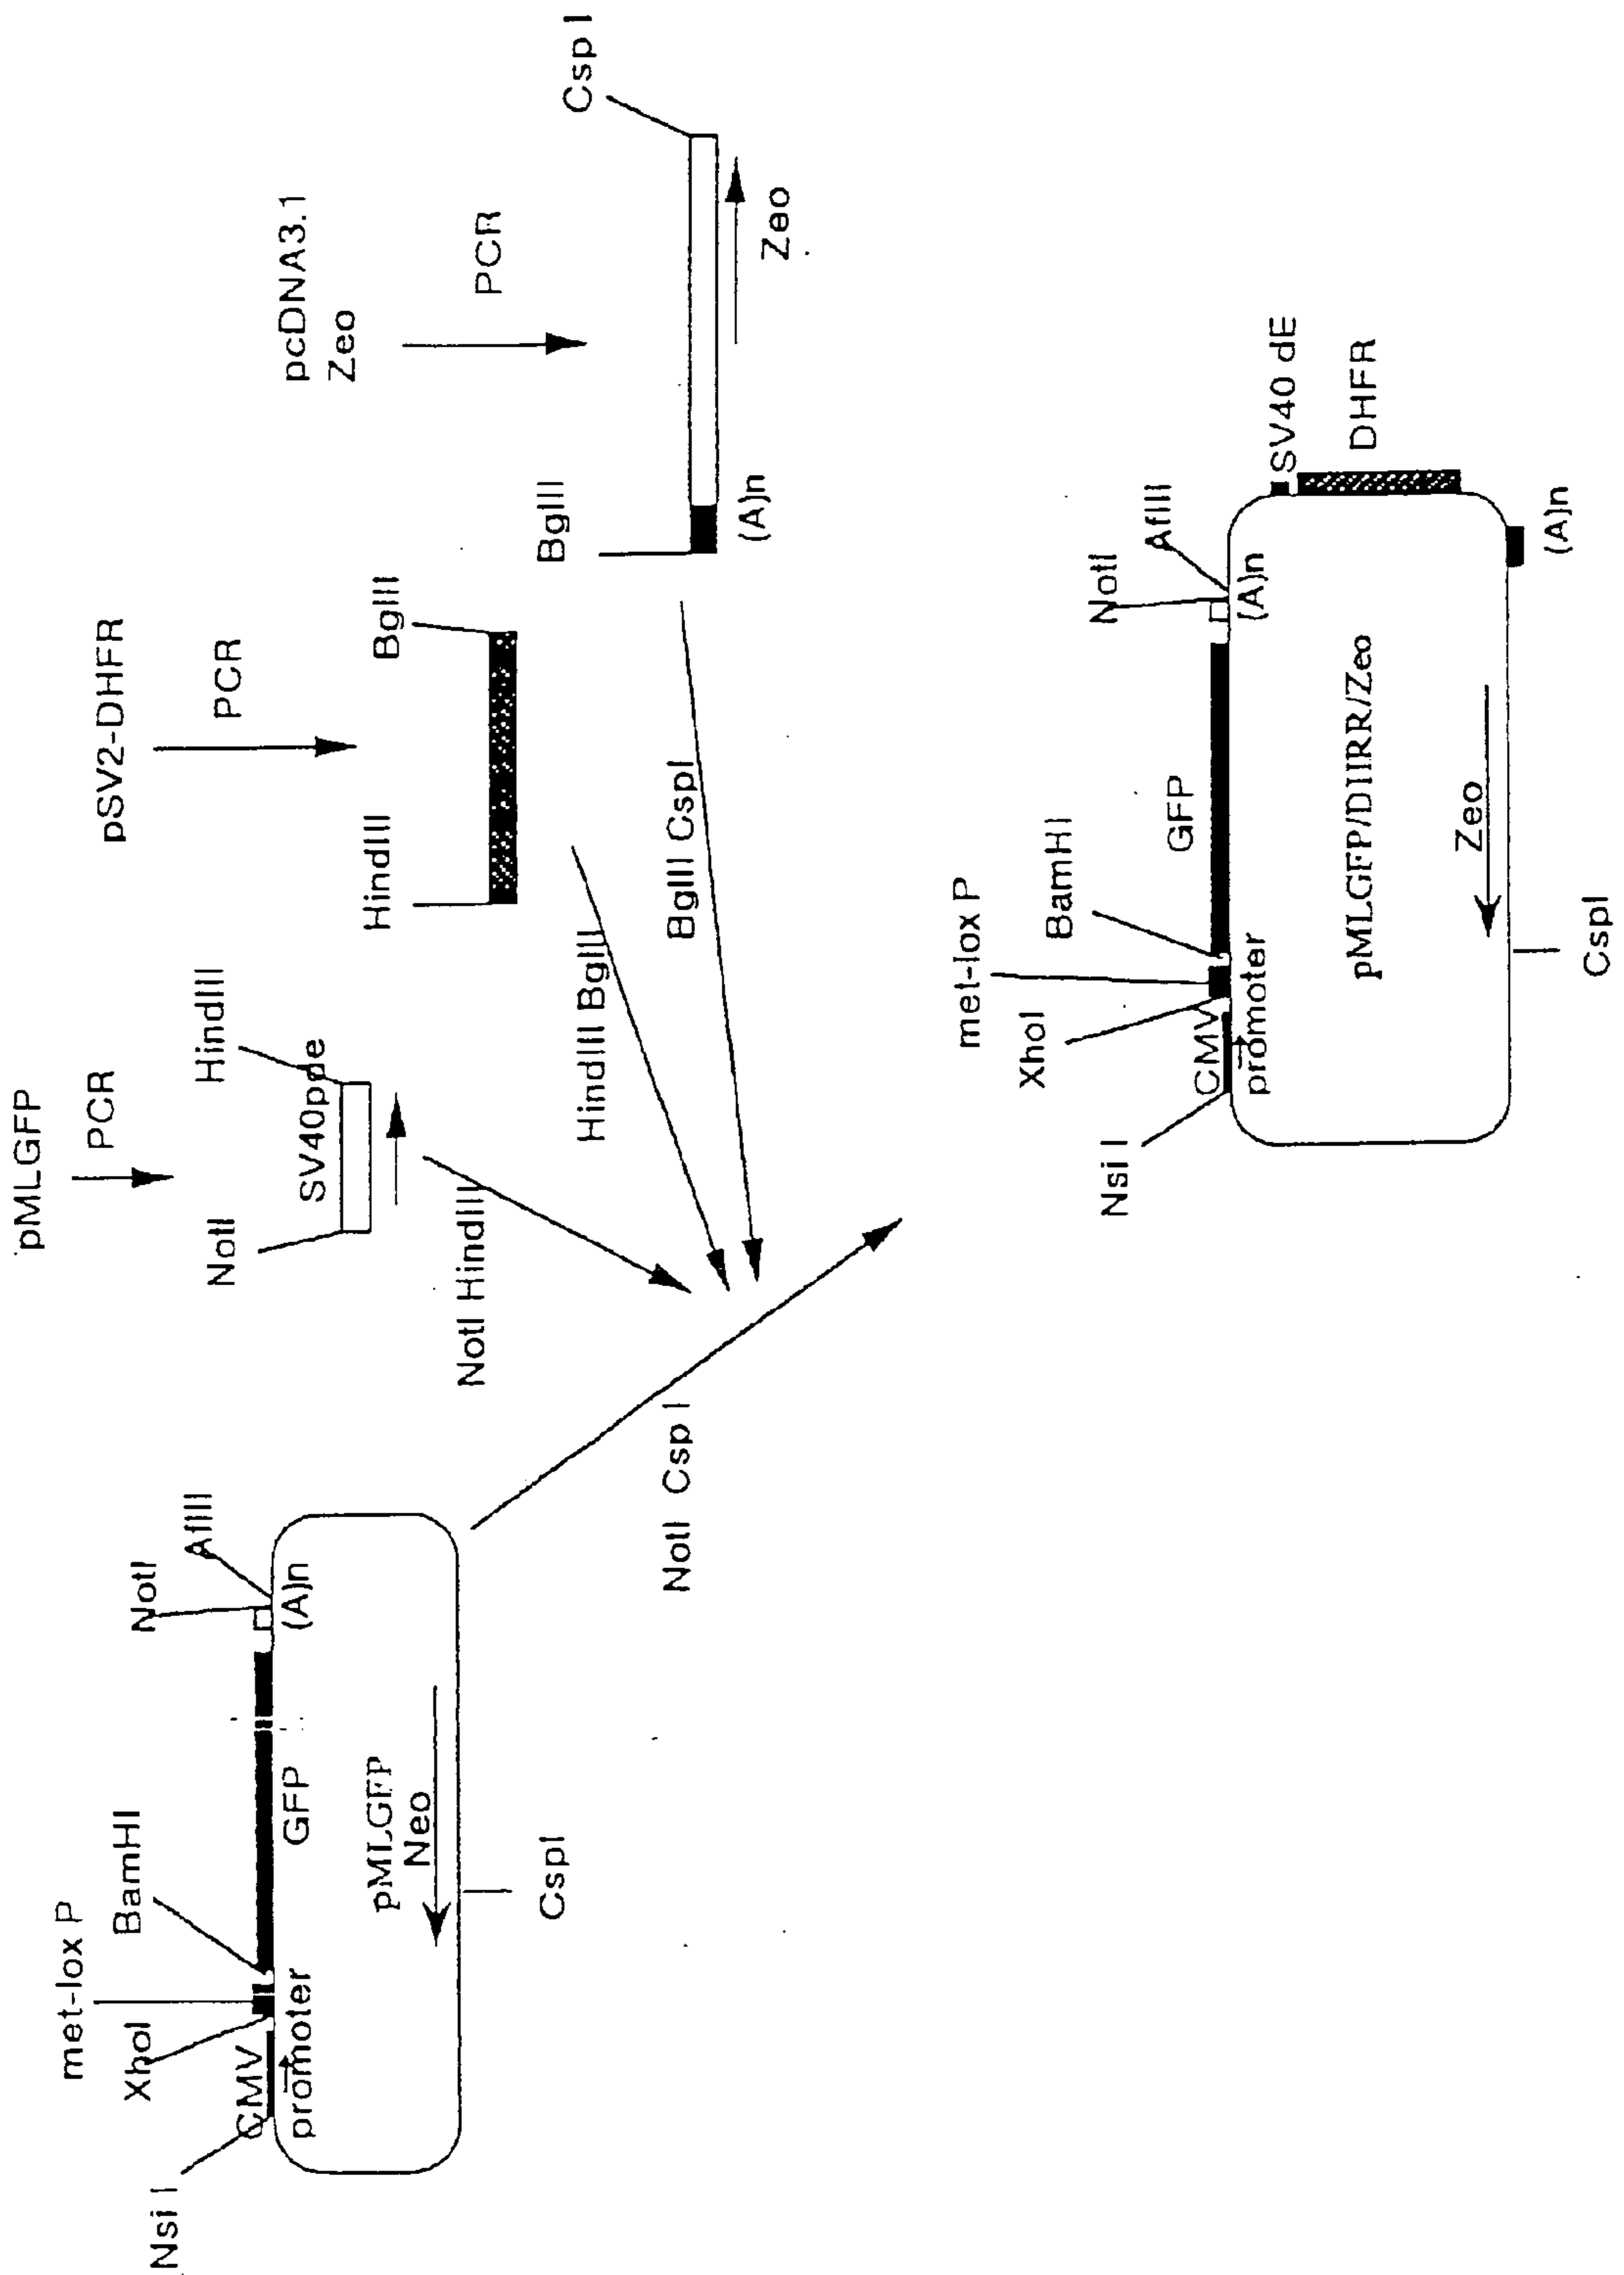 pMLGFP
PCR
NotI
HindIII
SV40pde
NotI HindIII
pSV2-DHFR
PCR
HindIII
BglII
HindIII BglII
pcDNA3.1
Zeo
PCR
BglII
Csp I
(A)n
Zeo
BglII CspI
met-lox P
XhoI
BamHI
Nsi I
CMV
promoter
GFP
NotI
AflII
(A)n
pMLGFP
Neo
CspI
NotI Csp I
met-lox P
XhoI
BamHI
Nsi I
CMV
promoter
GFP
NotI
AflII
(A)n
SV40 dE
DHFR
(A)n
pMLGFP/DIIRR/Zeo
Zeo
CspI